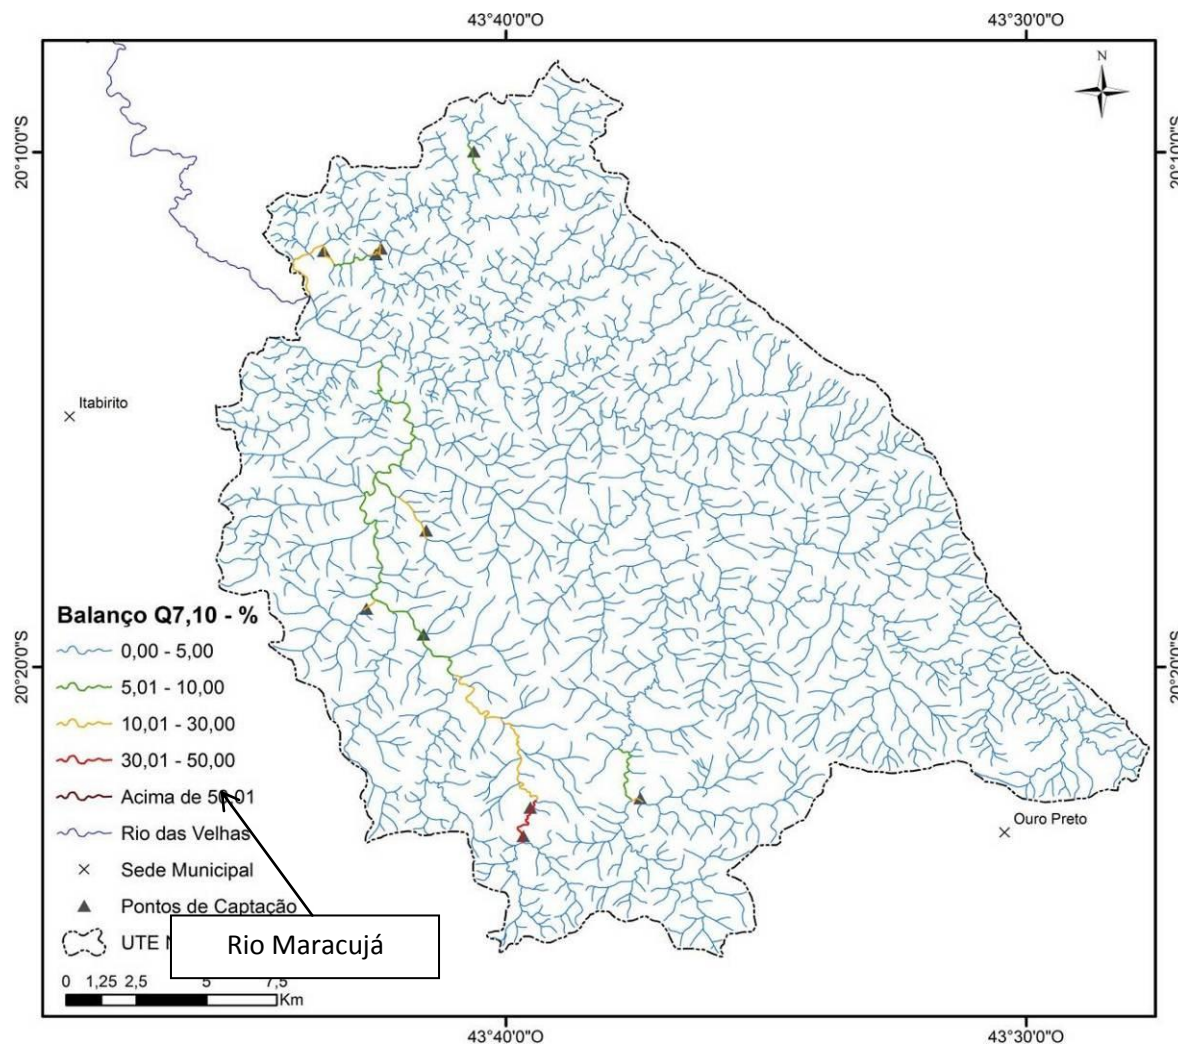 43°40'0"O 43°30'0"O
N
20°10'0"S 20°10'0"S
Itabirito
Balanço Q7,10 - %
0,00 - 5,00
5,01 - 10,00
20°20'0"S 20°20'0"S
10,01 - 30,00
30,01 - 50,00
Acima de 50,01
Rio das Velhas
Ouro Preto
Sede Municipal
Pontos de Captação
UTE
Rio Maracujá
0 1,25 2,5 5 7,5
Km
43°40'0"O 43°30'0"O